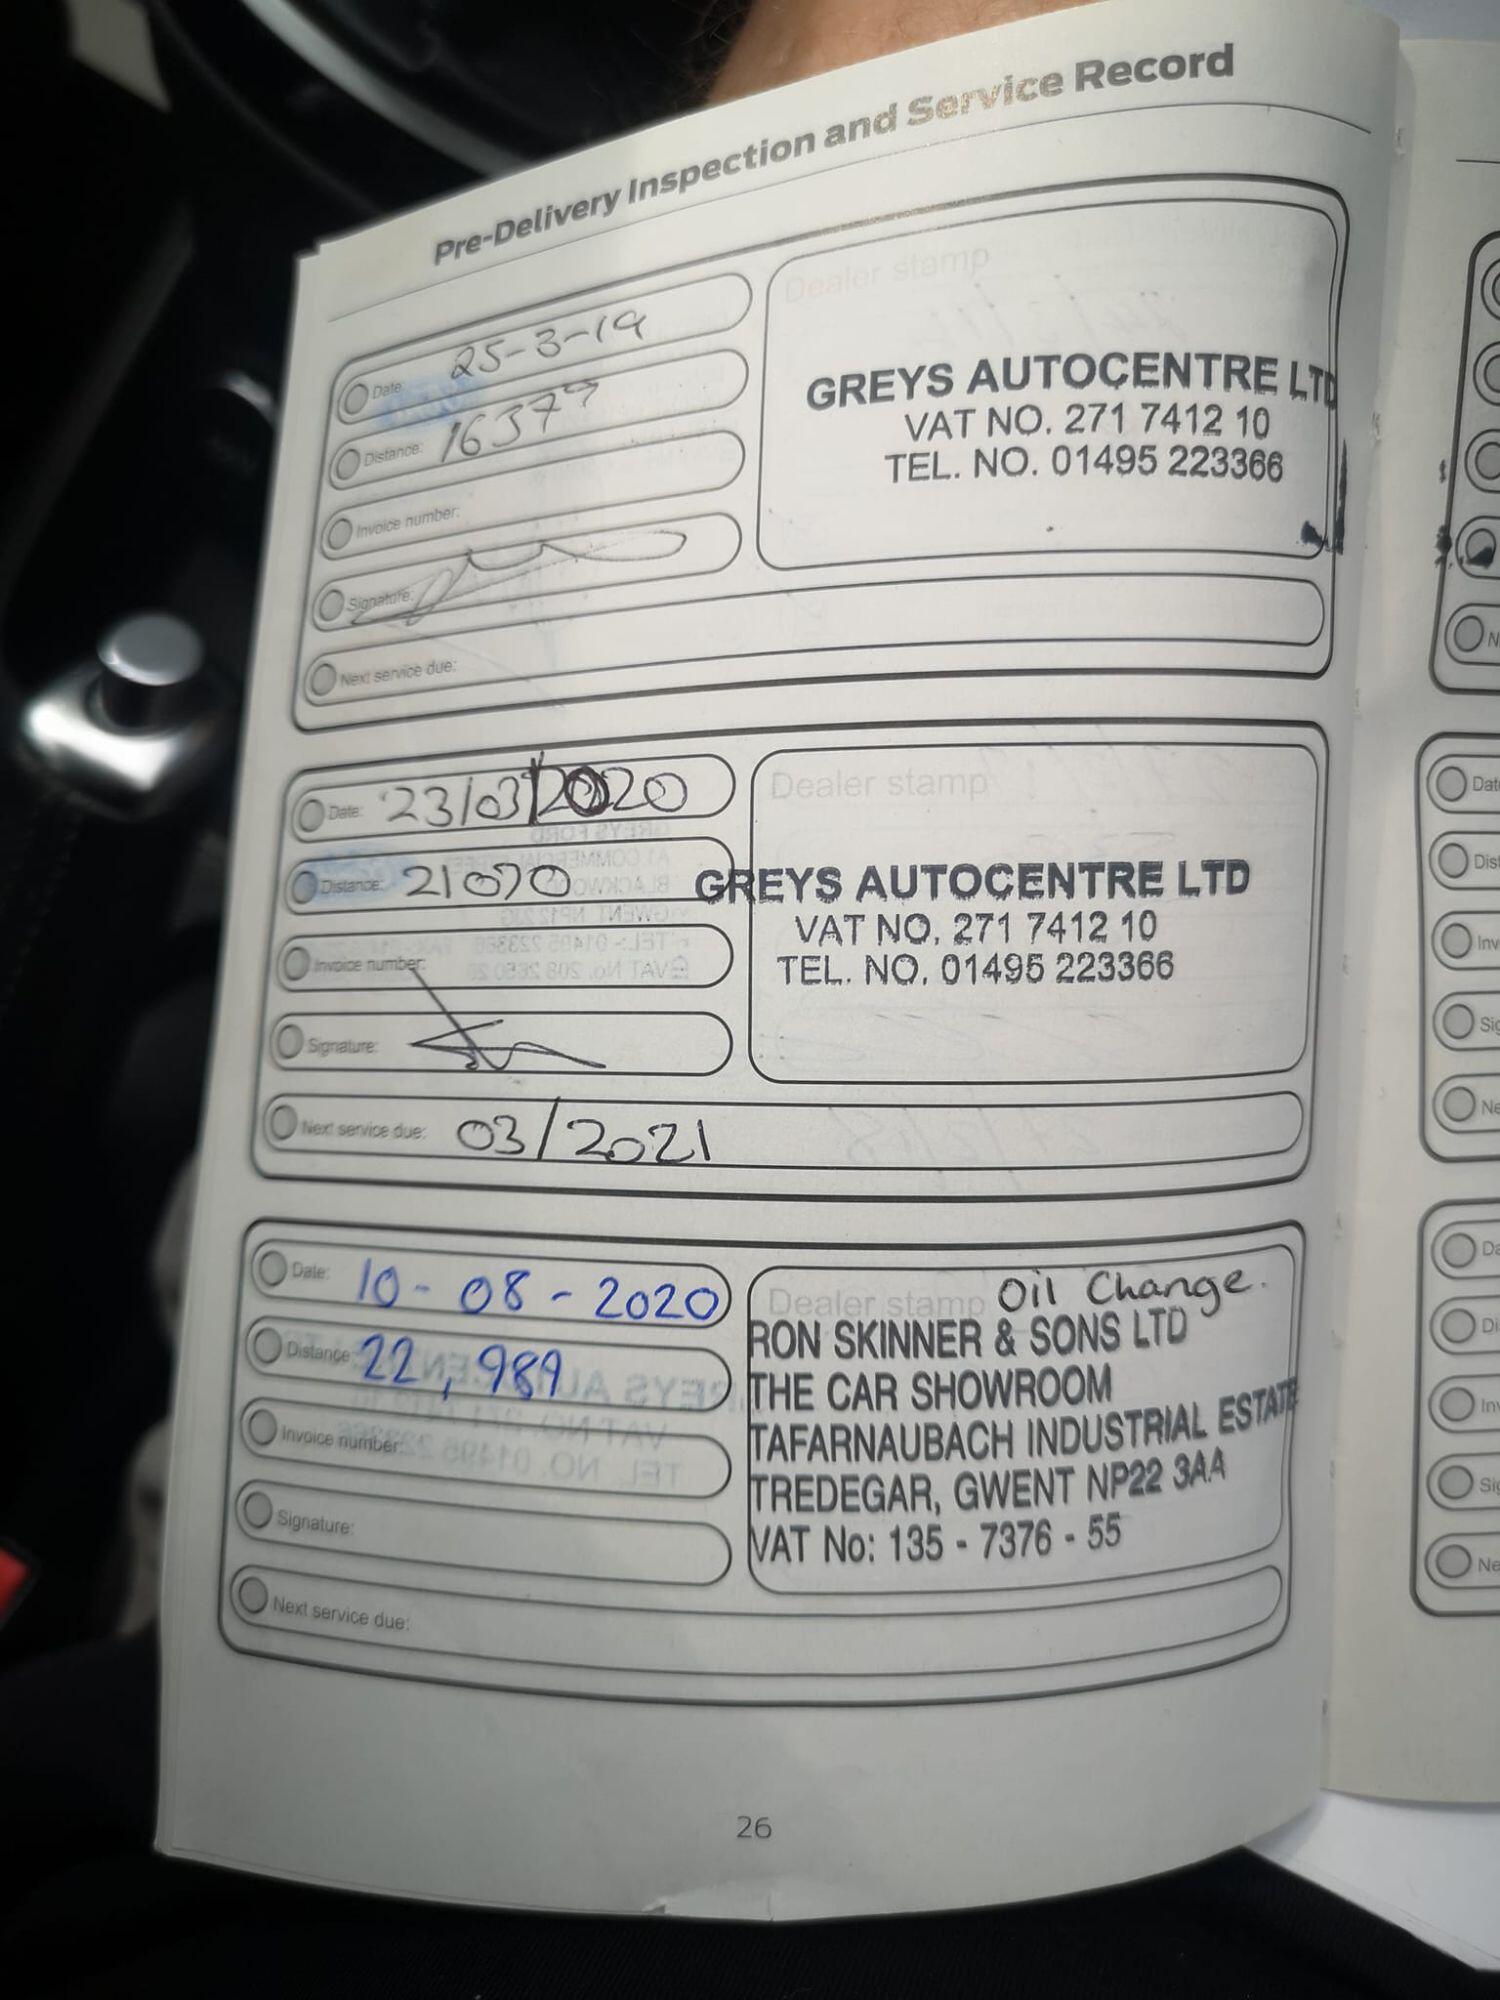 Pre-Delivery Inspection and Service Record
Date: 25-3-19
Distance: 16377
Invoice number:
Signature:
Next service due:
Dealer stamp
GREYS AUTOCENTRE LTD
VAT NO. 271 7412 10
TEL. NO. 01495 223366
Date: 23/03/2020
Distance: 21070
Invoice number:
Signature:
Next service due: 03/2021
Dealer stamp
GREYS AUTOCENTRE LTD
VAT NO. 271 7412 10
TEL. NO. 01495 223366
Date: 10-08-2020
Distance: 22,989
Invoice number:
Signature:
Next service due:
Dealer stamp Oil Change.
RON SKINNER & SONS LTD
THE CAR SHOWROOM
TAFARNAUBACH INDUSTRIAL ESTATE
TREDEGAR, GWENT NP22 3AA
VAT No: 135 - 7376 - 55
26